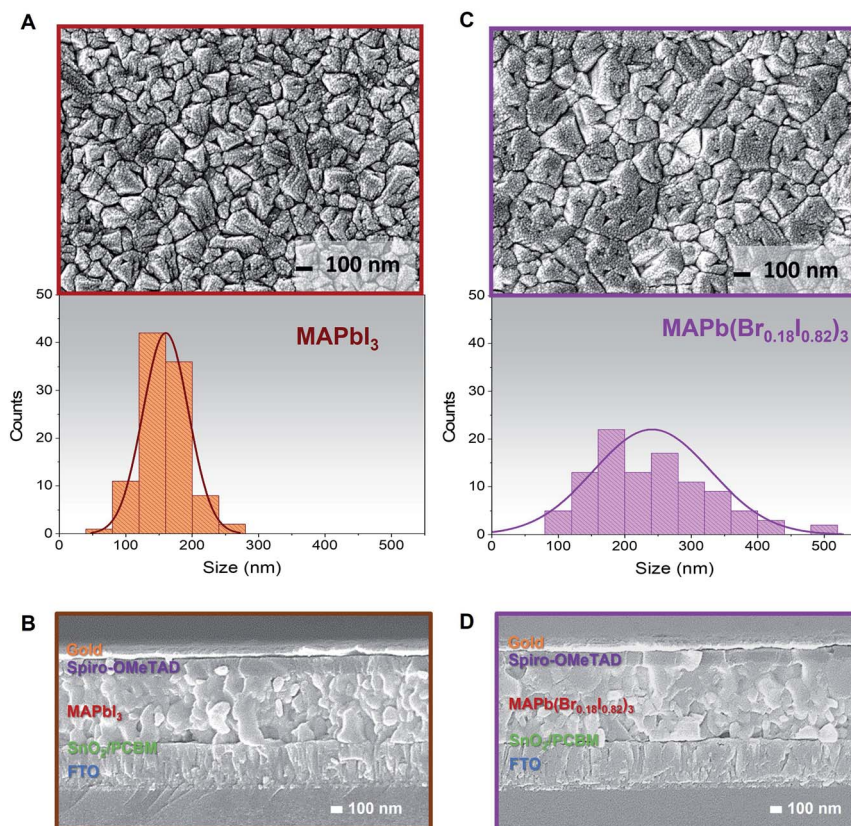 A
100 nm
50
40
30
20
10
0
Counts
MAPbI₃
0 100 200 300 400 500
Size (nm)
C
100 nm
50
40
30
20
10
0
Counts
MAPb(Br₀.₁₈I₀.₈₂)₃
0 100 200 300 400 500
Size (nm)
B
Gold
Spiro-OMeTAD
MAPbI₃
SnO₂/PCBM
FTO
100 nm
D
Gold
Spiro-OMeTAD
MAPb(Br₀.₁₈I₀.₈₂)₃
SnO₂/PCBM
FTO
100 nm